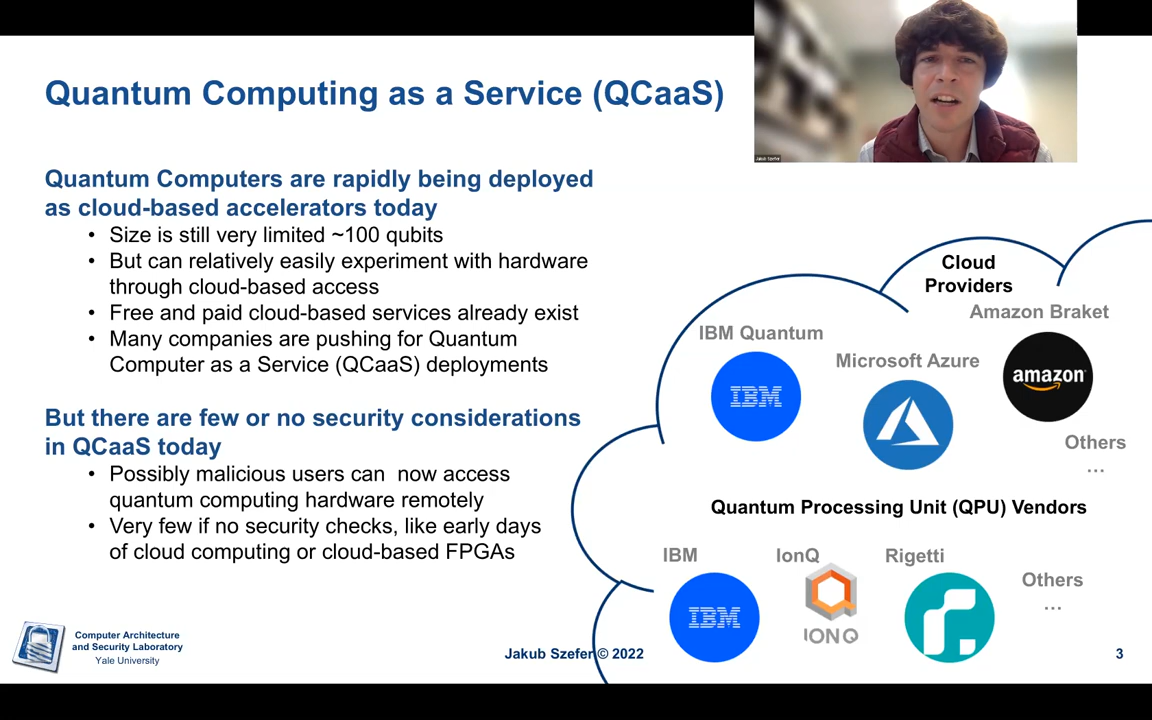 Quantum Computing as a Service (QCaaS)
Jakub Szefer
Quantum Computers are rapidly being deployed
as cloud-based accelerators today
• Size is still very limited ~100 qubits
• But can relatively easily experiment with hardware
through cloud-based access
• Free and paid cloud-based services already exist
• Many companies are pushing for Quantum
Computer as a Service (QCaaS) deployments
But there are few or no security considerations
in QCaaS today
• Possibly malicious users can  now access
quantum computing hardware remotely
• Very few if no security checks, like early days
of cloud computing or cloud-based FPGAs
Cloud
Providers
IBM Quantum
IBM
Microsoft Azure
Amazon Braket
amazon
Others
...
Quantum Processing Unit (QPU) Vendors
IBM
IBM
IonQ
IONQ
Rigetti
Others
...
Computer Architecture
and Security Laboratory
Yale University
Jakub Szefer © 2022
3